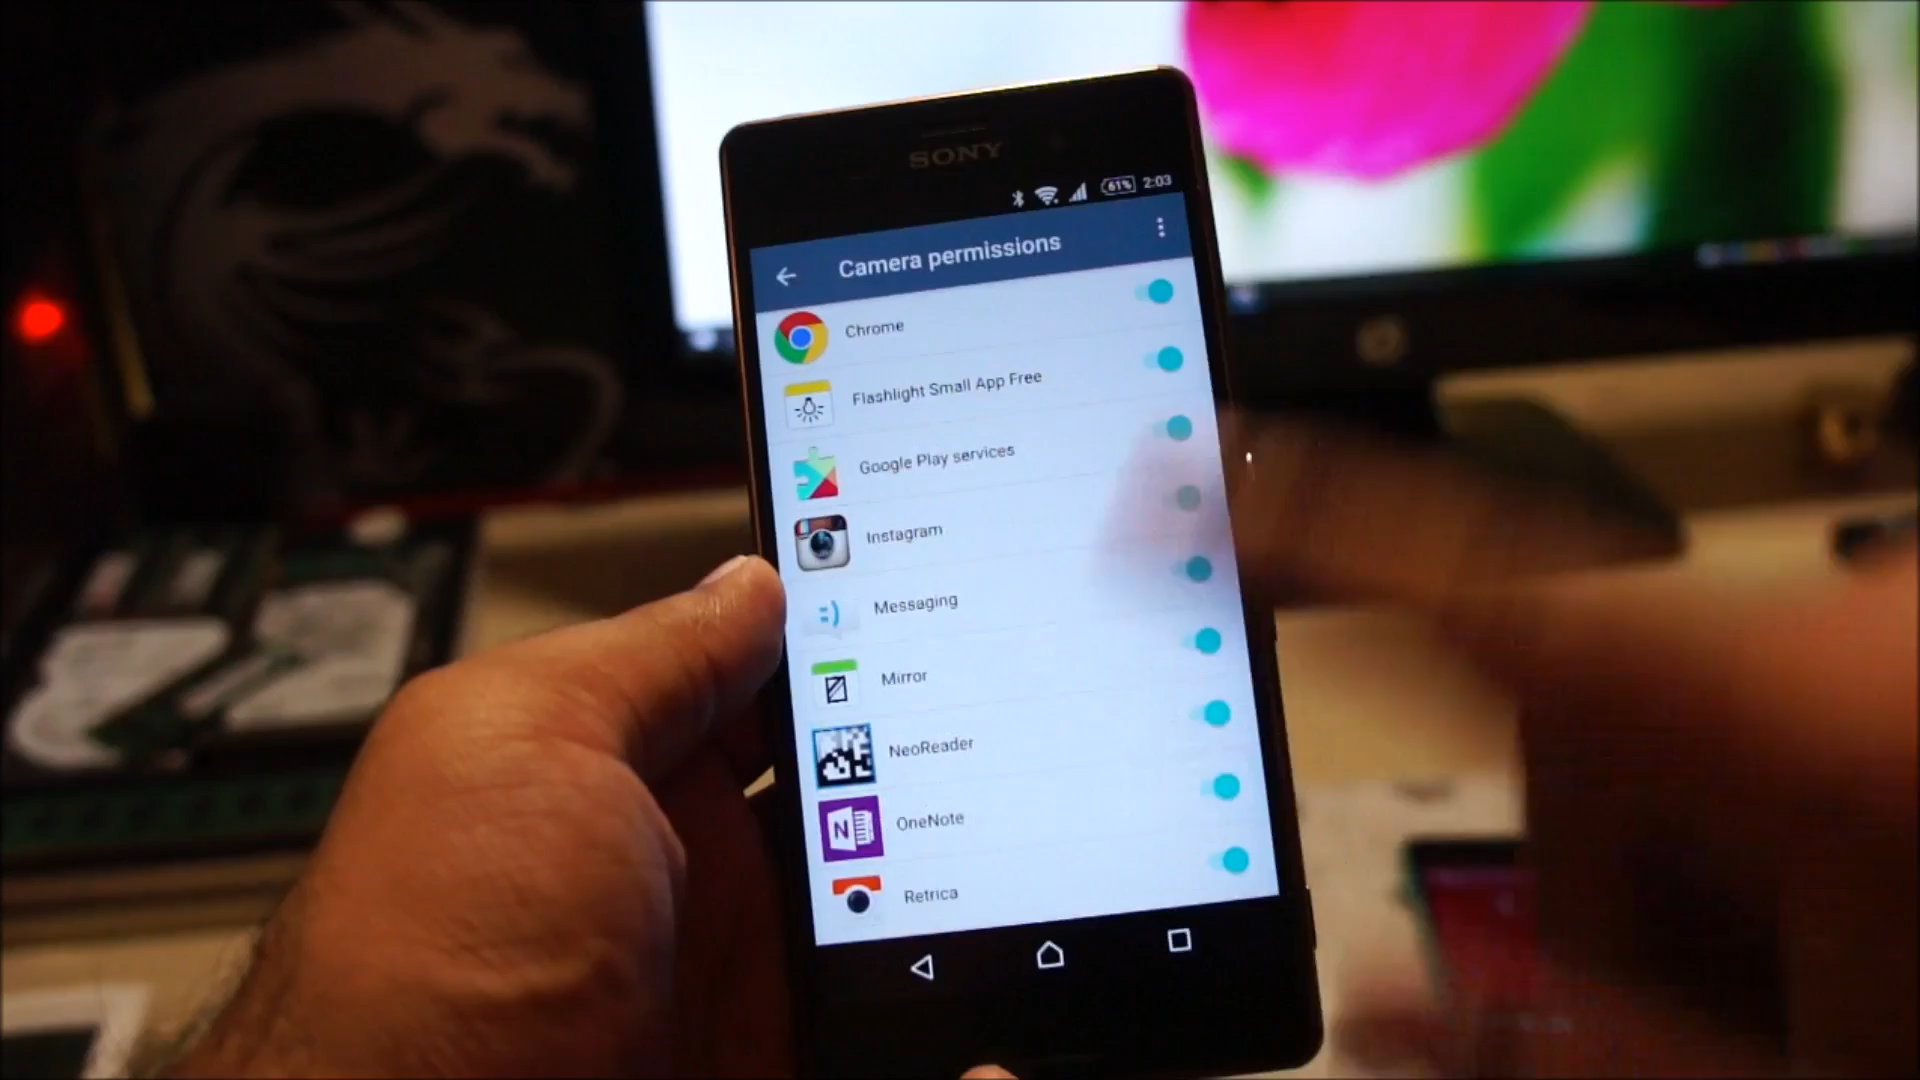 SONY
61% 2:03
Camera permissions
Chrome
Flashlight Small App Free
Google Play services
Instagram
:)
Messaging
Mirror
NeoReader
N
OneNote
Retrica